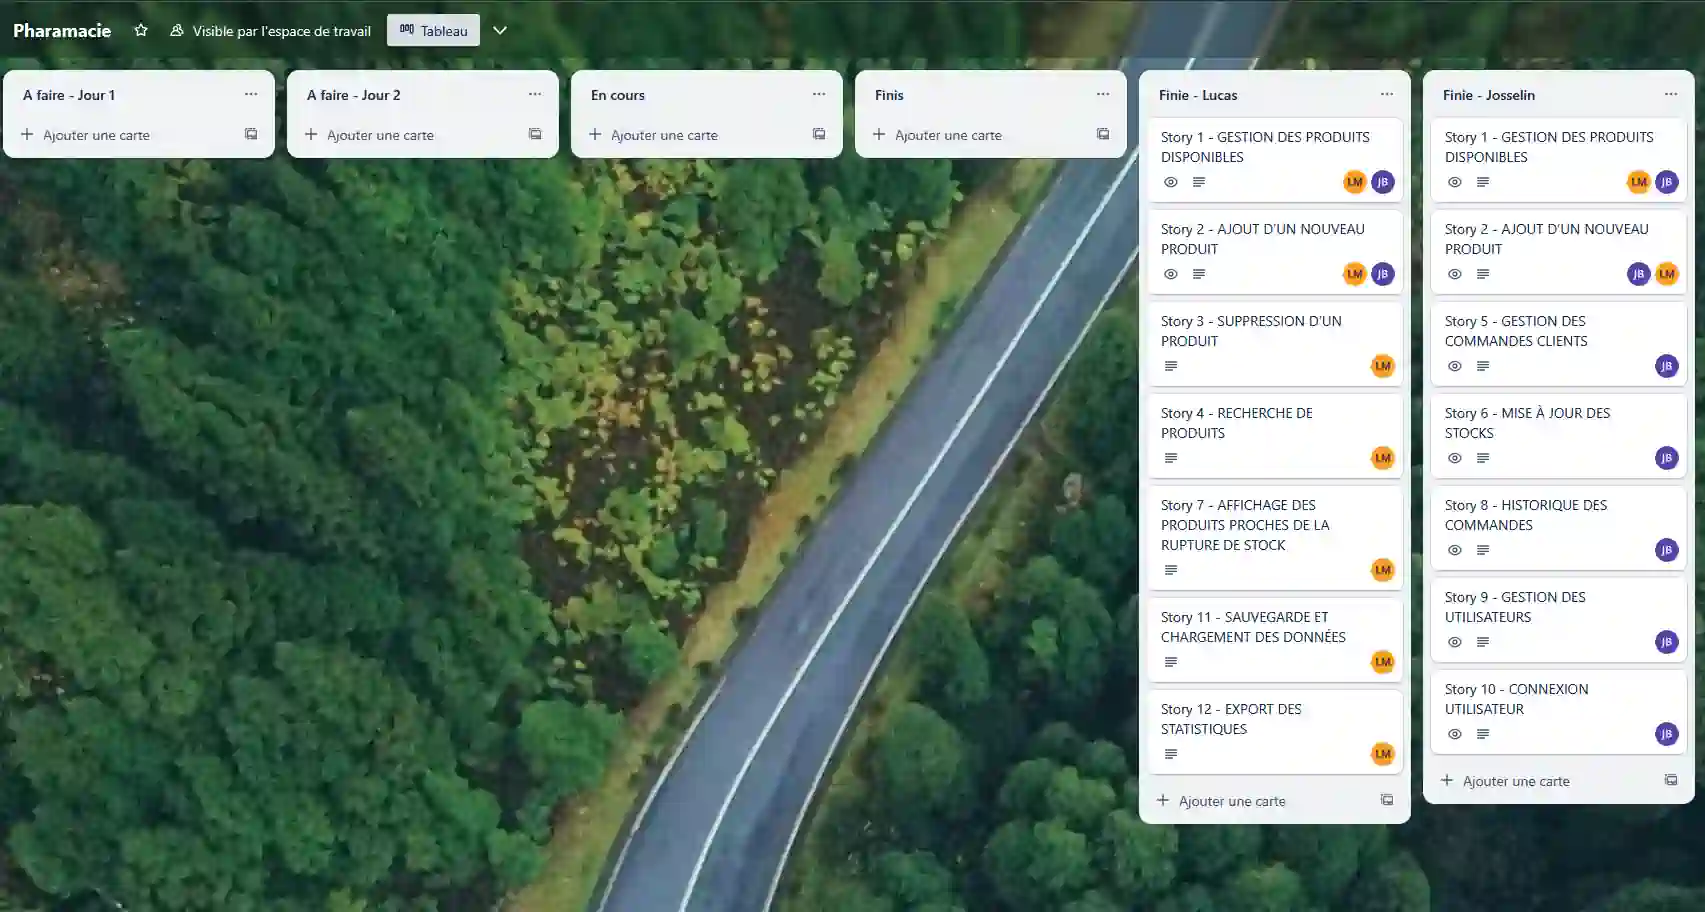 Pharamacie
Visible par l'espace de travail
Tableau
A faire - Jour 1
Ajouter une carte
A faire - Jour 2
Ajouter une carte
En cours
Ajouter une carte
Finis
Ajouter une carte
Finie - Lucas
Story 1 - GESTION DES PRODUITS
DISPONIBLES
LM JB
Story 2 - AJOUT D'UN NOUVEAU
PRODUIT
LM JB
Story 3 - SUPPRESSION D'UN
PRODUIT
LM
Story 4 - RECHERCHE DE
PRODUITS
LM
Story 7 - AFFICHAGE DES
PRODUITS PROCHES DE LA
RUPTURE DE STOCK
LM
Story 11 - SAUVEGARDE ET
CHARGEMENT DES DONNÉES
LM
Story 12 - EXPORT DES
STATISTIQUES
LM
Ajouter une carte
Finie - Josselin
Story 1 - GESTION DES PRODUITS
DISPONIBLES
LM JB
Story 2 - AJOUT D'UN NOUVEAU
PRODUIT
JB LM
Story 5 - GESTION DES
COMMANDES CLIENTS
JB
Story 6 - MISE À JOUR DES
STOCKS
JB
Story 8 - HISTORIQUE DES
COMMANDES
JB
Story 9 - GESTION DES
UTILISATEURS
JB
Story 10 - CONNEXION
UTILISATEUR
JB
Ajouter une carte